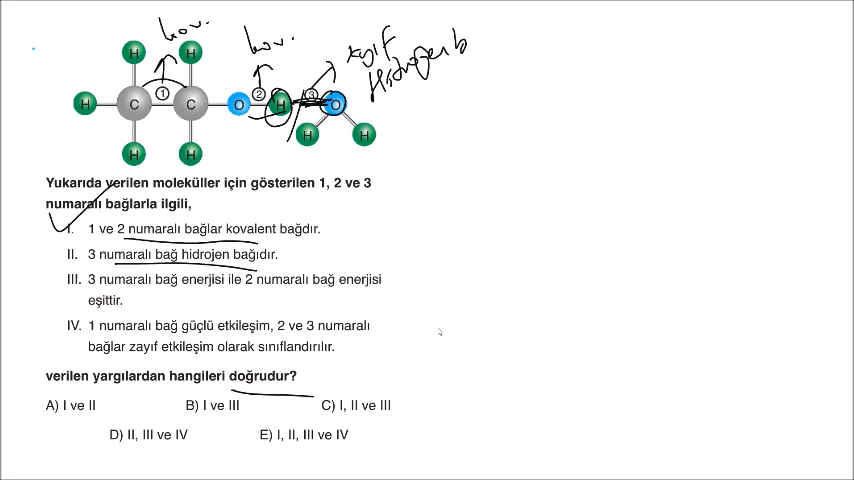 kov.
kov.
zayıf
Hidrojen b
H H
H C 1 C O 2 H 3 O
H H H H
Yukarıda verilen moleküller için gösterilen 1, 2 ve 3
numaralı bağlarla ilgili,
I. 1 ve 2 numaralı bağlar kovalent bağdır.
II. 3 numaralı bağ hidrojen bağıdır.
III. 3 numaralı bağ enerjisi ile 2 numaralı bağ enerjisi
eşittir.
IV. 1 numaralı bağ güçlü etkileşim, 2 ve 3 numaralı
bağlar zayıf etkileşim olarak sınıflandırılır.
verilen yargılardan hangileri doğrudur?
A) I ve II B) I ve III C) I, II ve III
D) II, III ve IV E) I, II, III ve IV